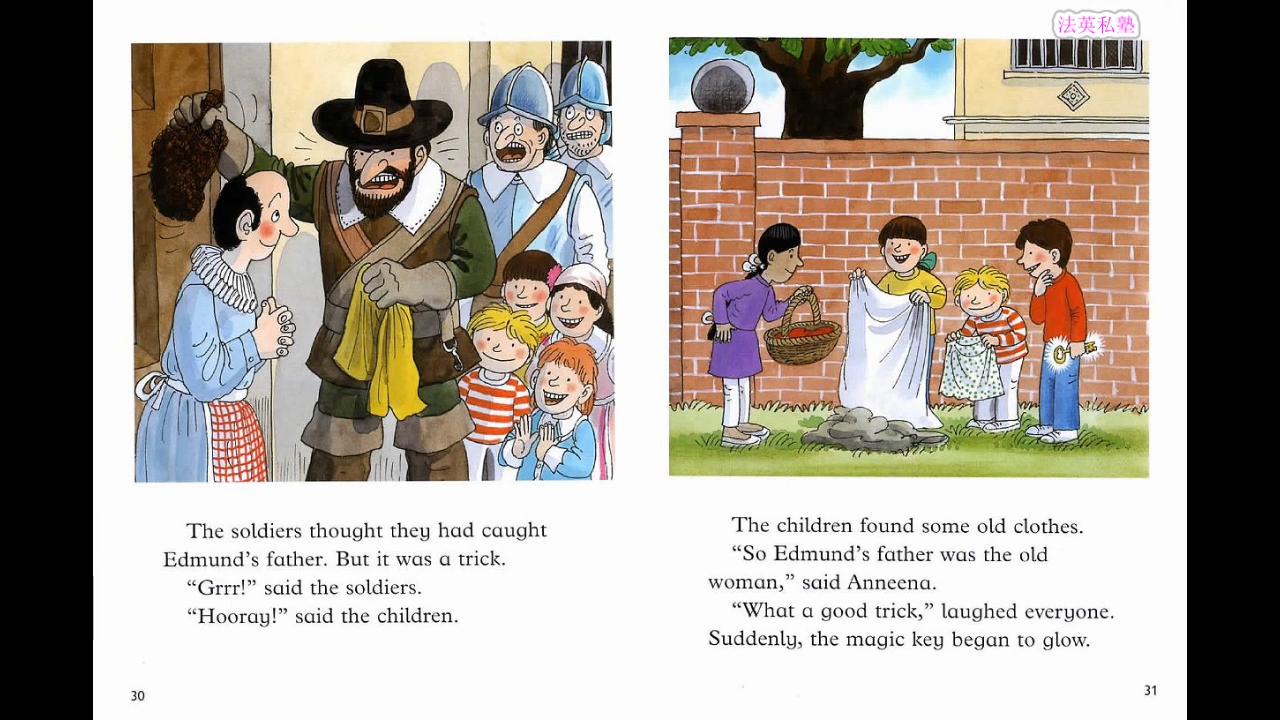 法英私塾
The soldiers thought they had caught
Edmund's father. But it was a trick.
"Grrr!" said the soldiers.
"Hooray!" said the children.
30
The children found some old clothes.
"So Edmund's father was the old
woman," said Anneena.
"What a good trick," laughed everyone.
Suddenly, the magic key began to glow.
31